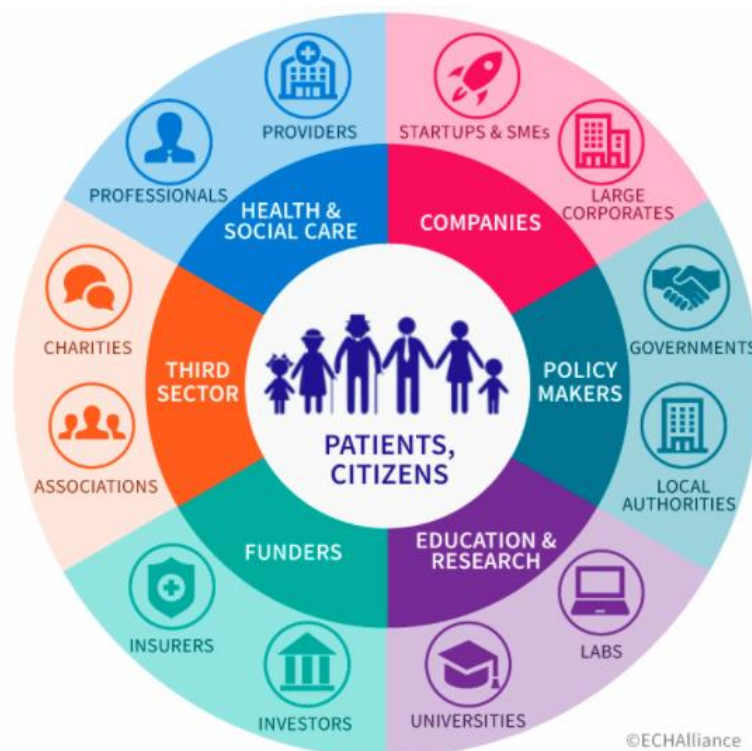 PROVIDERS
PROFESSIONALS
STARTUPS & SMEs
LARGE
CORPORATES
HEALTH &
SOCIAL CARE
COMPANIES
CHARITIES
ASSOCIATIONS
THIRD
SECTOR
PATIENTS,
CITIZENS
POLICY
MAKERS
GOVERNMENTS
LOCAL
AUTHORITIES
FUNDERS
EDUCATION &
RESEARCH
INSURERS
INVESTORS
UNIVERSITIES
LABS
©ECHAlliance